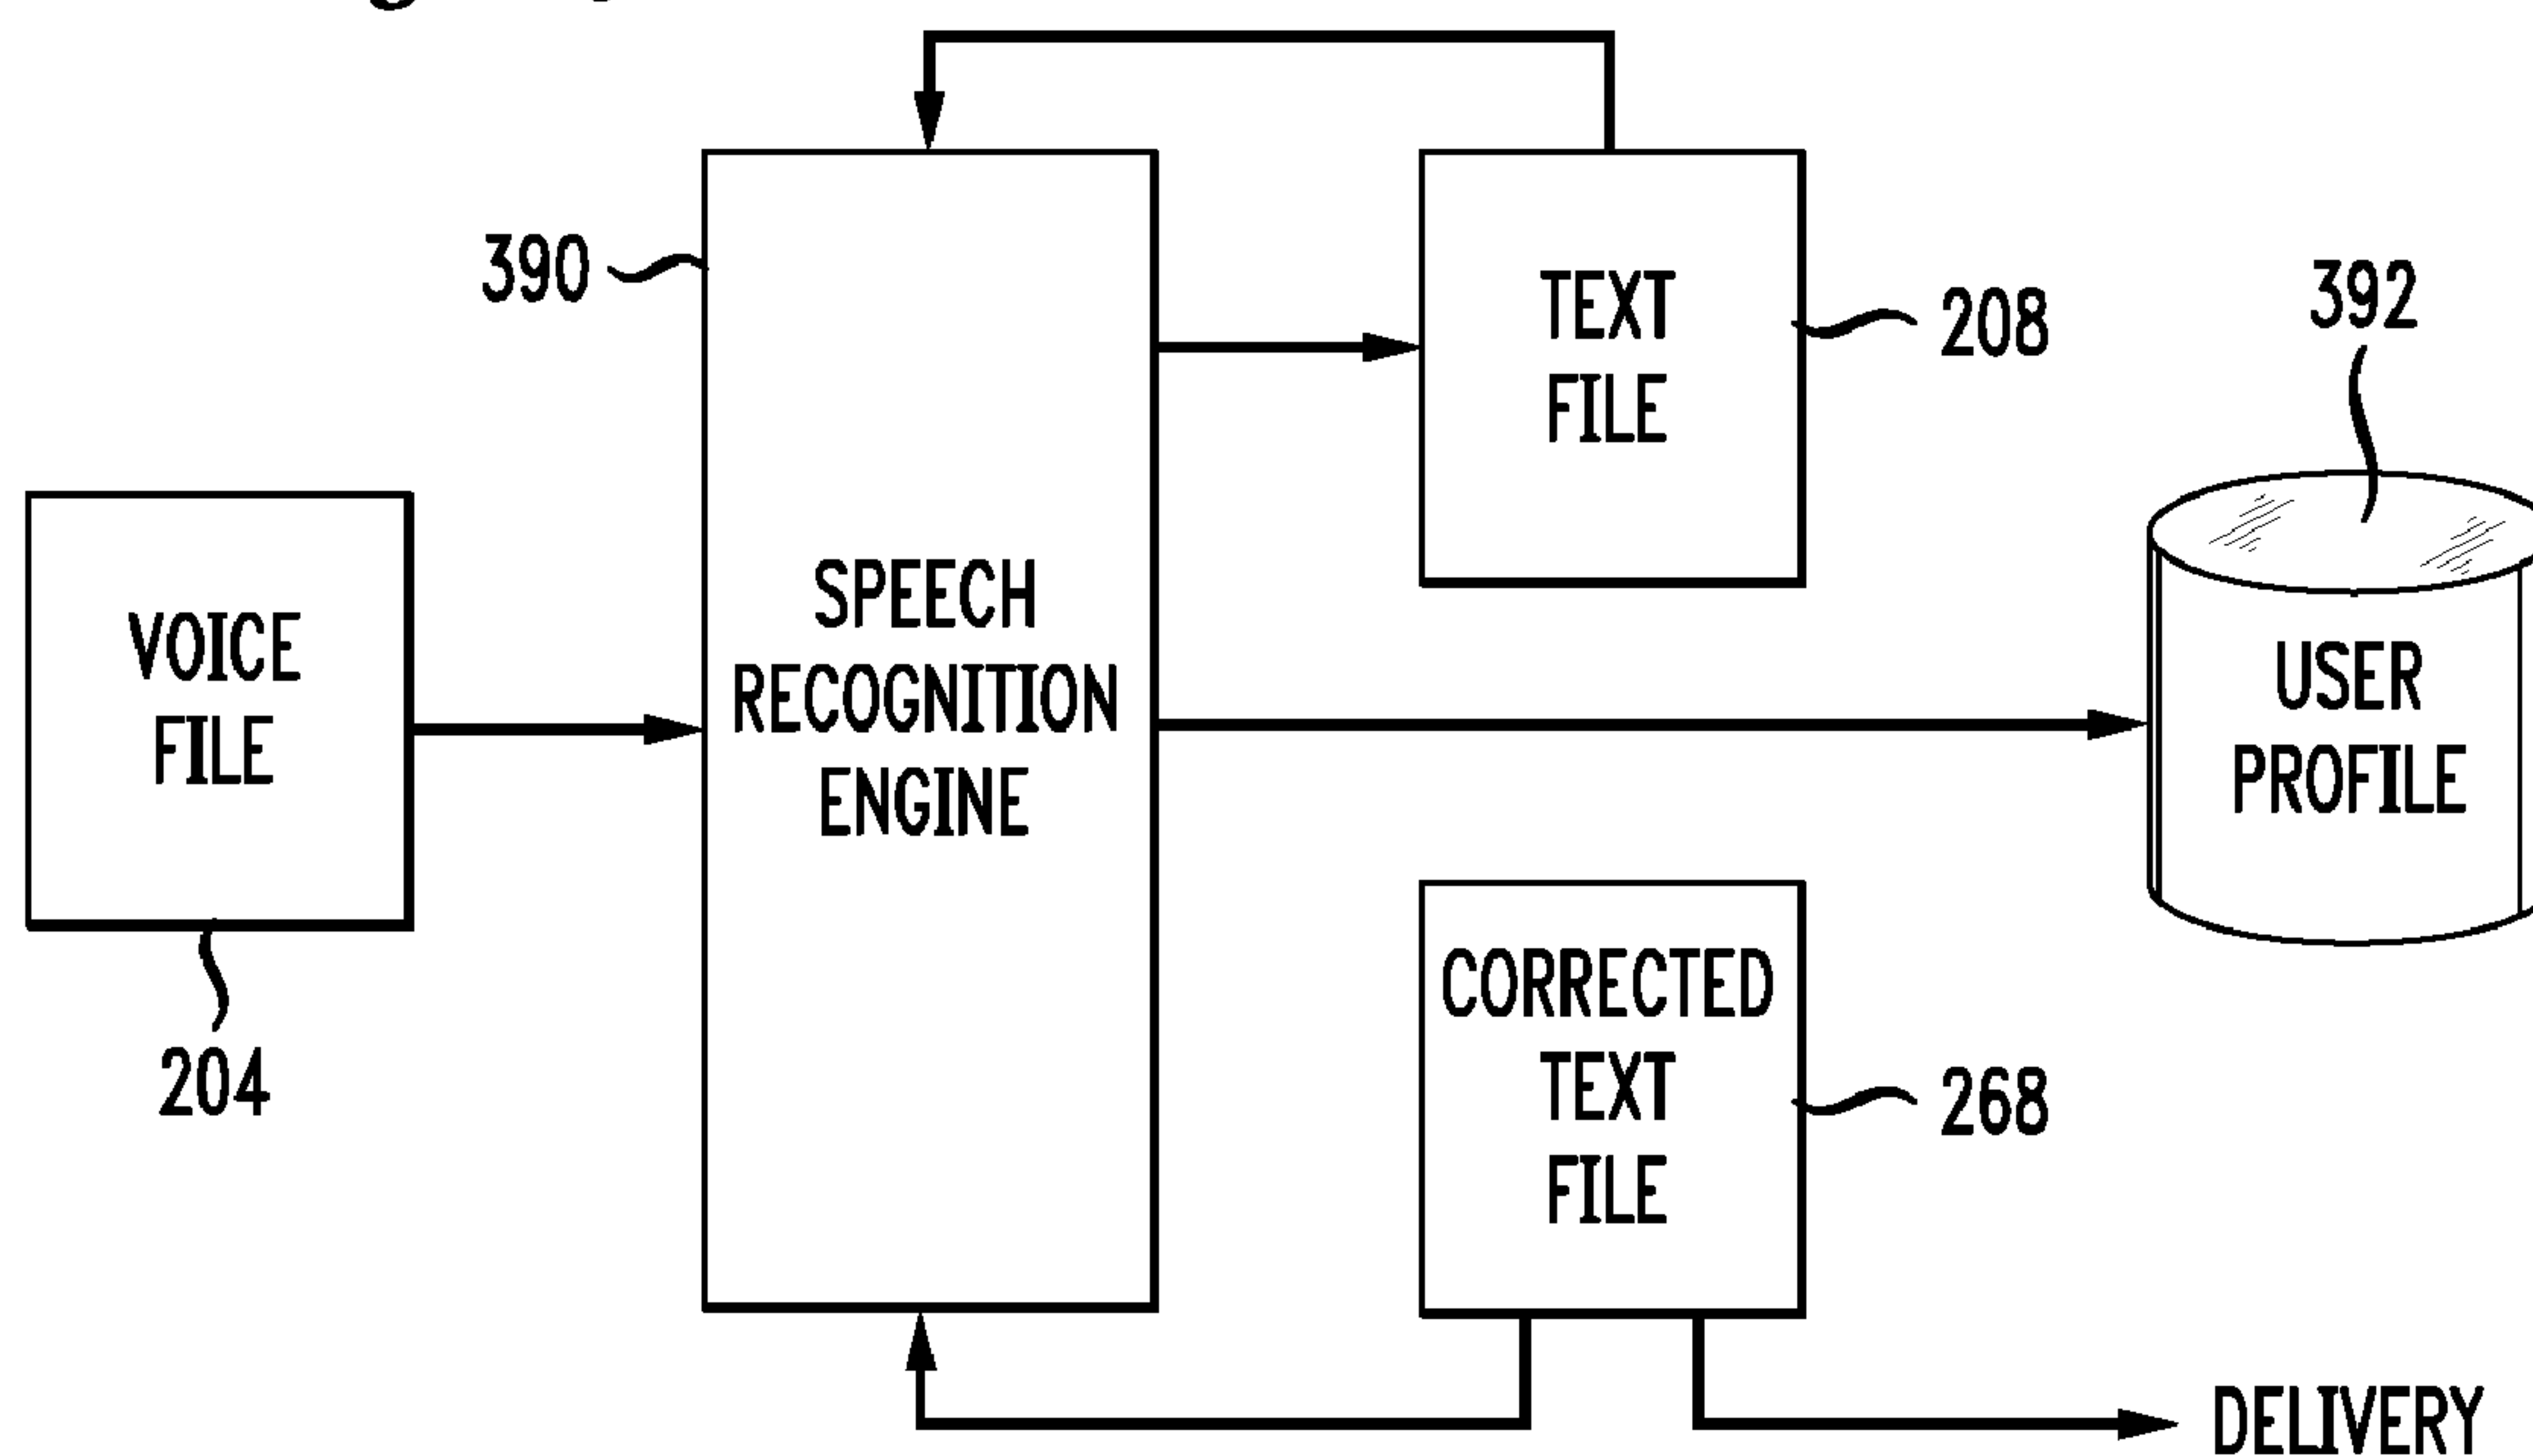 390
TEXT
FILE
208
392
VOICE
FILE
204
SPEECH
RECOGNITION
ENGINE
USER
PROFILE
CORRECTED
TEXT
FILE
268
DELIVERY